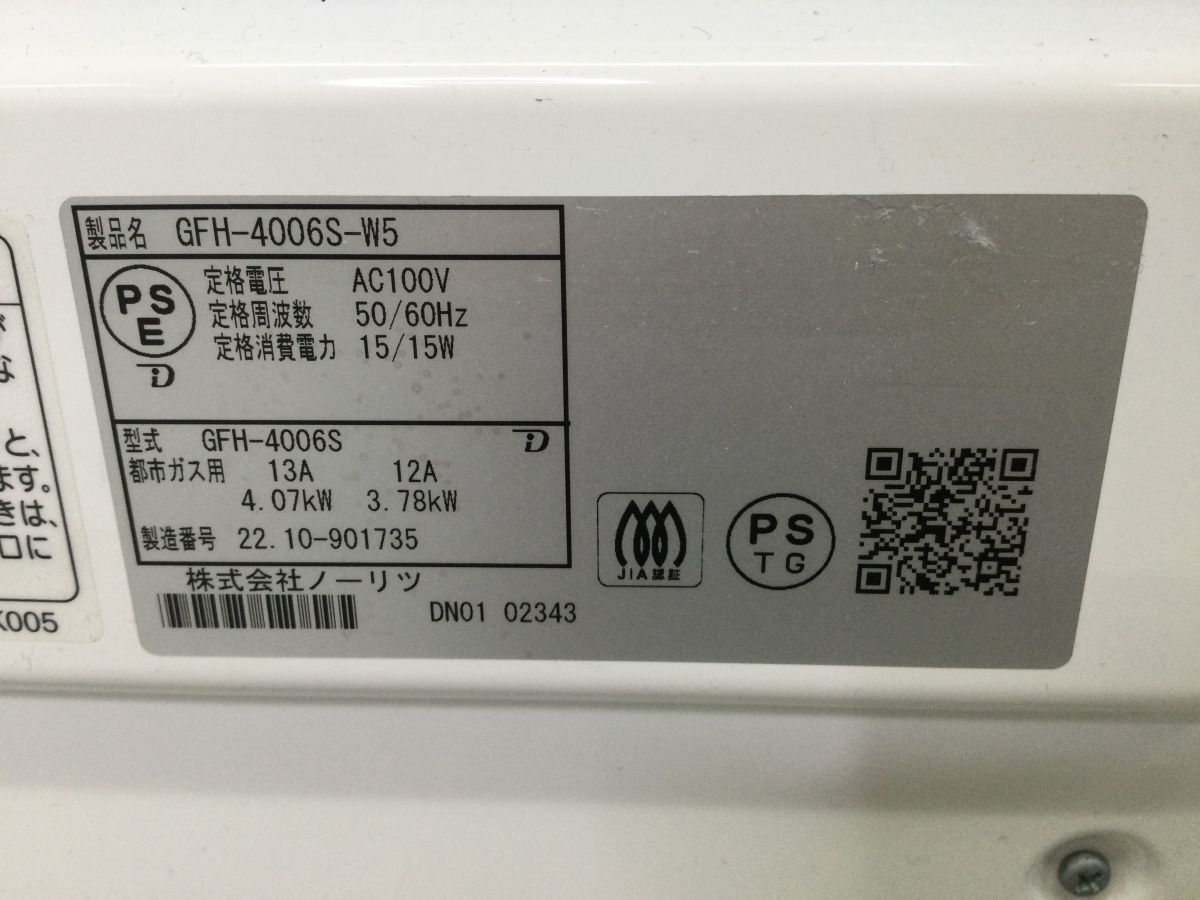 製品名 GFH-4006S-W5
PS
E
定格電圧 AC100V
定格周波数 50/60Hz
定格消費電力 15/15W
型式 GFH-4006S
都市ガス用 13A 12A
4.07kW 3.78kW
製造番号 22.10-901735
株式会社ノーリツ
DN01 02343
JIA認証
PS
TG
が
な
と、
ます。
きは、
口に
K005